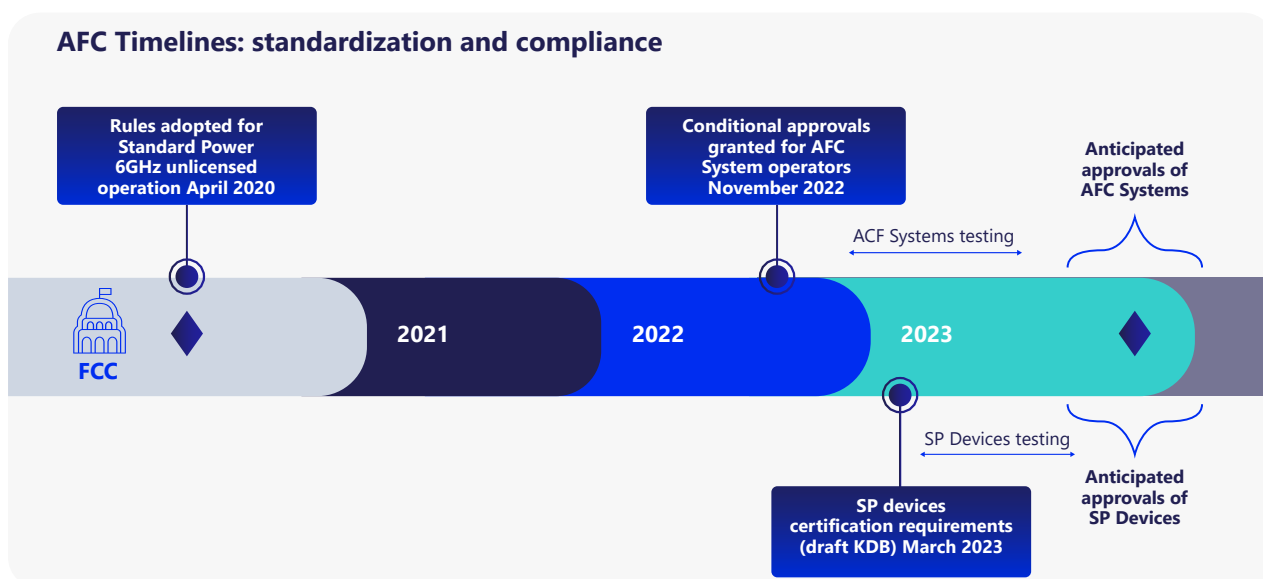 AFC Timelines: standardization and compliance
Rules adopted for
Standard Power
6GHz unlicensed
operation April 2020
Conditional approvals
granted for AFC
System operators
November 2022
Anticipated
approvals of
AFC Systems
ACF Systems testing
FCC
2021
2022
2023
SP Devices testing
SP devices
certification requirements
(draft KDB) March 2023
Anticipated
approvals of
SP Devices